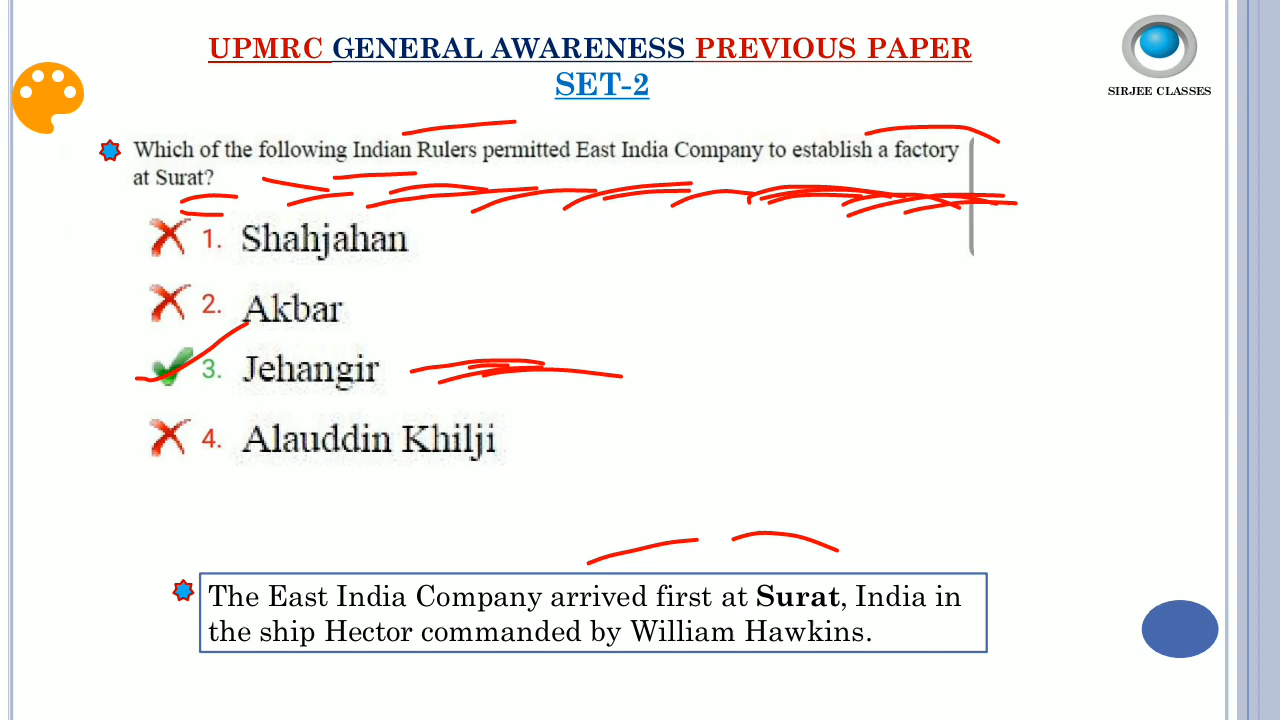 UPMRC GENERAL AWARENESS PREVIOUS PAPER
SET-2
SIRJEE CLASSES
Which of the following Indian Rulers permitted East India Company to establish a factory
at Surat?
1. Shahjahan
2. Akbar
3. Jehangir
4. Alauddin Khilji
The East India Company arrived first at Surat, India in
the ship Hector commanded by William Hawkins.